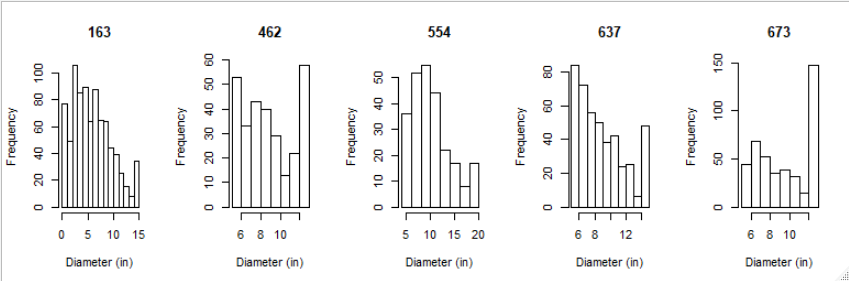 163
Frequency
0 20 40 60 80 100
0 5 10 15
Diameter (in)
462
Frequency
0 10 20 30 40 50 60
6 8 10
Diameter (in)
554
Frequency
0 10 20 30 40 50
5 10 15 20
Diameter (in)
637
Frequency
0 20 40 60 80
6 8 12
Diameter (in)
673
Frequency
0 50 100 150
6 8 10
Diameter (in)